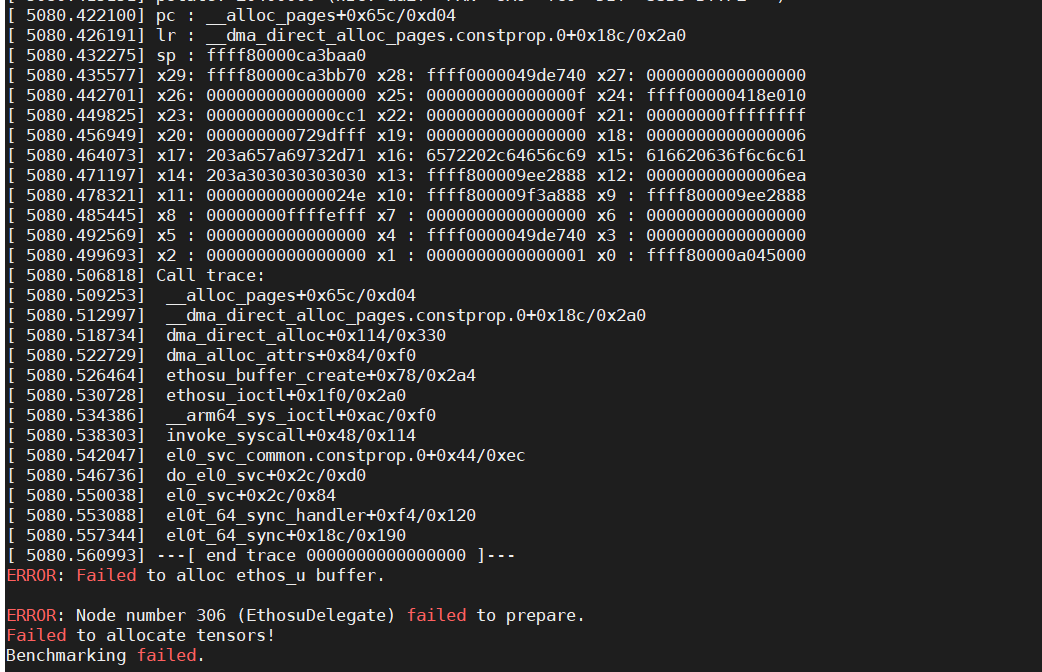 [ 5080.422100] pc : __alloc_pages+0x65c/0xd04
[ 5080.426191] lr : __dma_direct_alloc_pages.constprop.0+0x18c/0x2a0
[ 5080.432275] sp : ffff80000ca3baa0
[ 5080.435577] x29: ffff80000ca3bb70 x28: ffff0000049de740 x27: 0000000000000000
[ 5080.442701] x26: 0000000000000000 x25: 000000000000000f x24: ffff00000418e010
[ 5080.449825] x23: 0000000000000cc1 x22: 000000000000000f x21: 00000000ffffffff
[ 5080.456949] x20: 000000000729dfff x19: 0000000000000000 x18: 0000000000000006
[ 5080.464073] x17: 203a657a69732d71 x16: 6572202c64656c69 x15: 616620636f6c6c61
[ 5080.471197] x14: 203a303030303030 x13: ffff800009ee2888 x12: 00000000000006ea
[ 5080.478321] x11: 000000000000024e x10: ffff800009f3a888 x9 : ffff800009ee2888
[ 5080.485445] x8 : 00000000ffffefff x7 : 0000000000000000 x6 : 0000000000000000
[ 5080.492569] x5 : 0000000000000000 x4 : ffff0000049de740 x3 : 0000000000000000
[ 5080.499693] x2 : 0000000000000000 x1 : 0000000000000001 x0 : ffff80000a045000
[ 5080.506818] Call trace:
[ 5080.509253]  __alloc_pages+0x65c/0xd04
[ 5080.512997]  __dma_direct_alloc_pages.constprop.0+0x18c/0x2a0
[ 5080.518734]  dma_direct_alloc+0x114/0x330
[ 5080.522729]  dma_alloc_attrs+0x84/0xf0
[ 5080.526464]  ethosu_buffer_create+0x78/0x2a4
[ 5080.530728]  ethosu_ioctl+0x1f0/0x2a0
[ 5080.534386]  __arm64_sys_ioctl+0xac/0xf0
[ 5080.538303]  invoke_syscall+0x48/0x114
[ 5080.542047]  el0_svc_common.constprop.0+0x44/0xec
[ 5080.546736]  do_el0_svc+0x2c/0xd0
[ 5080.550038]  el0_svc+0x2c/0x84
[ 5080.553088]  el0t_64_sync_handler+0xf4/0x120
[ 5080.557344]  el0t_64_sync+0x18c/0x190
[ 5080.560993] ---[ end trace 0000000000000000 ]---
ERROR: Failed to alloc ethos_u buffer.
ERROR: Node number 306 (EthosuDelegate) failed to prepare.
Failed to allocate tensors!
Benchmarking failed.